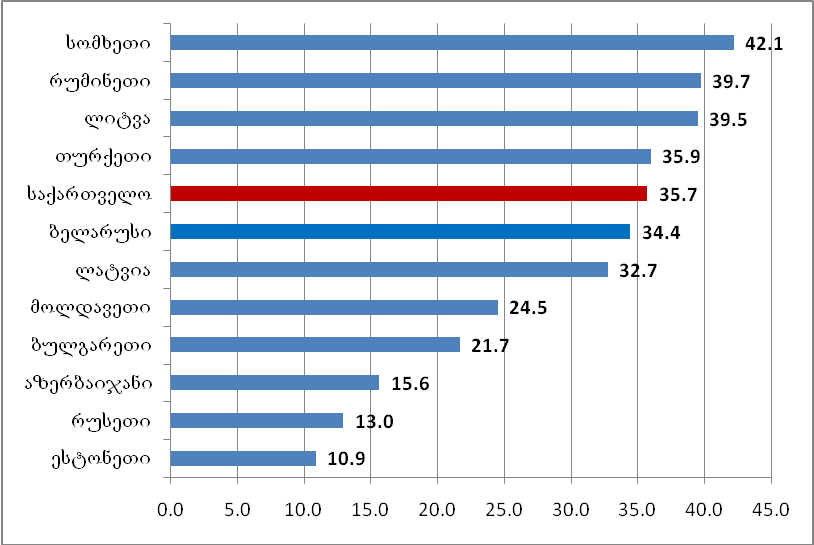 სომხეთი 42.1
რუმინეთი 39.7
ლიტვა 39.5
თურქეთი 35.9
საქართველო 35.7
ბელარუსი 34.4
ლატვია 32.7
მოლდავეთი 24.5
ბულგარეთი 21.7
აზერბაიჯანი 15.6
რუსეთი 13.0
ესტონეთი 10.9
0.0 5.0 10.0 15.0 20.0 25.0 30.0 35.0 40.0 45.0